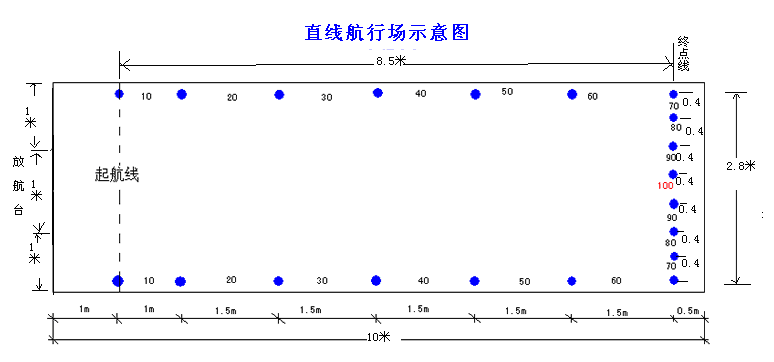 直线航行场示意图
终点线
8.5米
10 20 30 40 50 60 70 0.4
80 0.4
90 0.4
100 0.4
90 0.4
80 0.4
70 0.4
1米
1米
1米
放航台
起航线
2.8米
10 20 30 40 50 60
1m 1m 1.5m 1.5m 1.5m 1.5m 1.5m 0.5m
10米